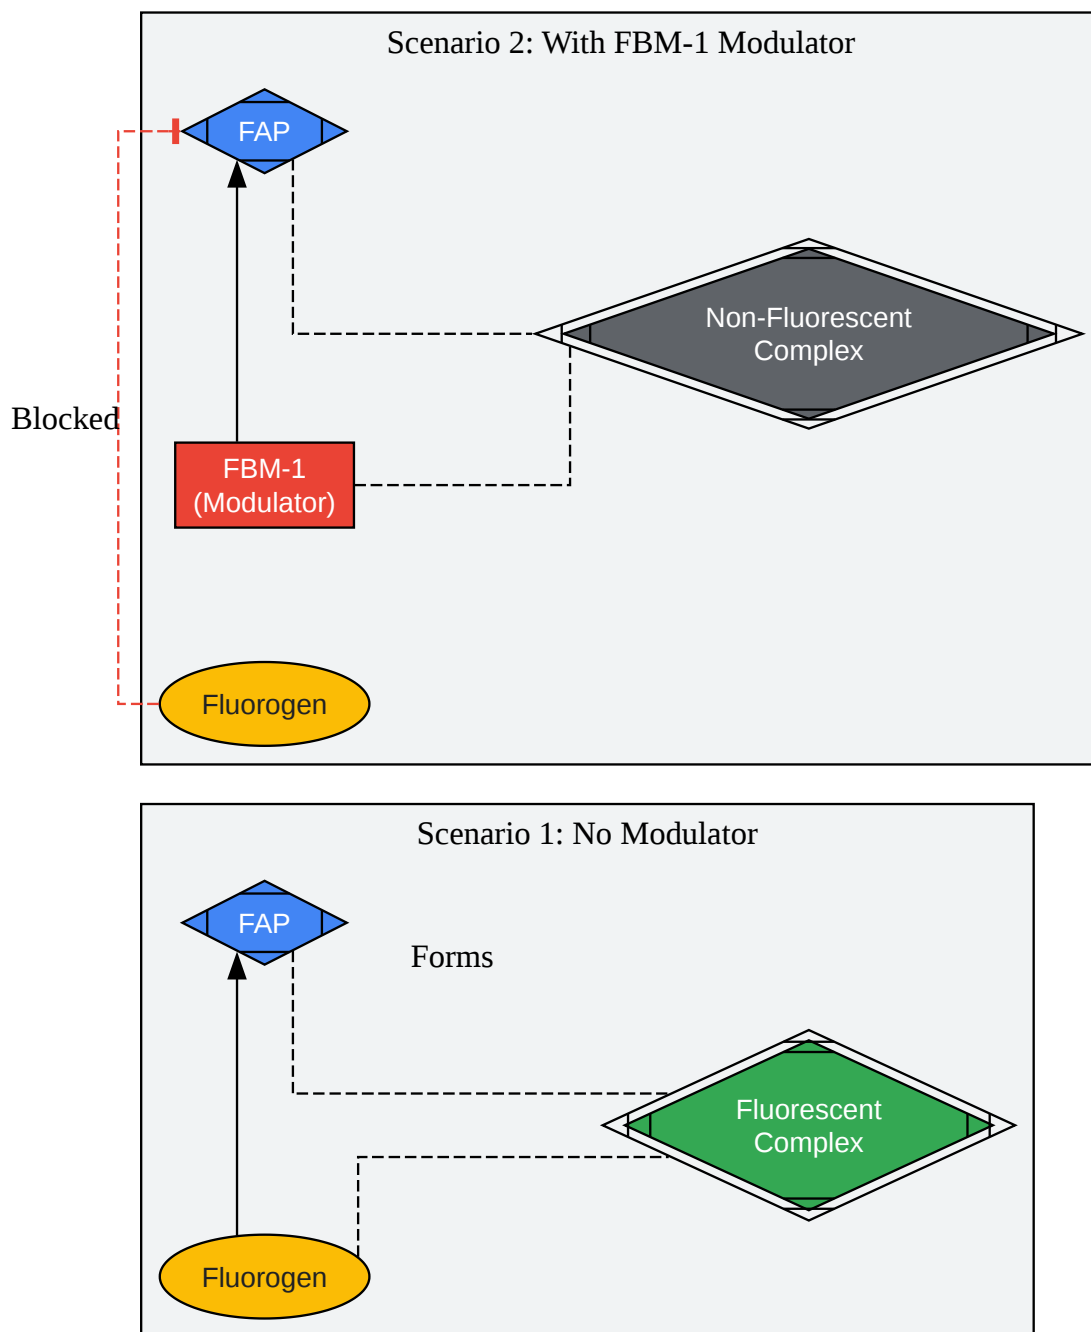 Scenario 2: With FBM-1 Modulator
FAP
Non-Fluorescent
Complex
Blocked
FBM-1
(Modulator)
Fluorogen
Scenario 1: No Modulator
FAP
Forms
Fluorescent
Complex
Fluorogen